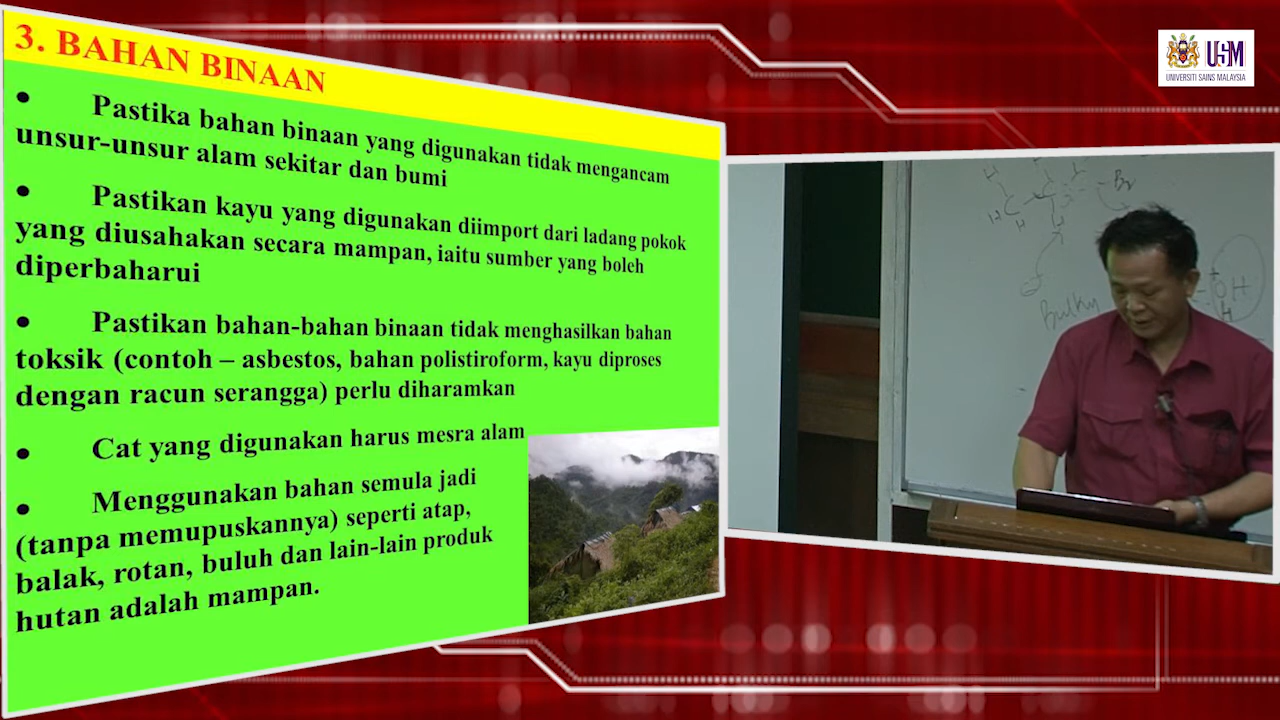 3. BAHAN BINAAN
• Pastika bahan binaan yang digunakan tidak mengancam
unsur-unsur alam sekitar dan bumi
• Pastikan kayu yang digunakan diimport dari ladang pokok
yang diusahakan secara mampan, iaitu sumber yang boleh
diperbaharui
• Pastikan bahan-bahan binaan tidak menghasilkan bahan
toksik (contoh – asbestos, bahan polistiroform, kayu diproses
dengan racun serangga) perlu diharamkan
• Cat yang digunakan harus mesra alam
• Menggunakan bahan semula jadi
(tanpa memupuskannya) seperti atap,
balak, rotan, buluh dan lain-lain produk
hutan adalah mampan.
USM
UNIVERSITI SAINS MALAYSIA
Br
H
H
H
OH
H
Bulky